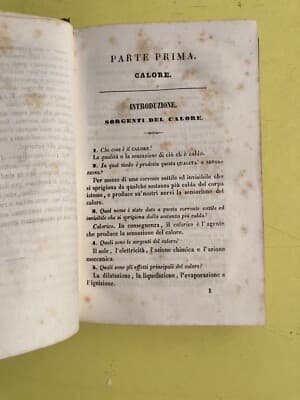 PARTE PRIMA.
CALORE.
INTRODUZIONE.
SORGENTI DEL CALORE.
1. Che cosa è il CALORE?
La qualità o la sensazione di ciò ch'è caldo.
2. In qual modo è prodotta questa QUALITA' o SENSA-
ZIONE?
Per mezzo di una corrente sottile ed invisibile che
si sprigiona da qualche sostanza più calda del corpo
istesso, e produce su'nostri nervi la sensazione del
calore.
3. Qual nome è stato dato a questa corrente sottile ed
invisibile che si sprigiona dalla sostanza più calda?
Calorico. In conseguenza, il calorico è l'agente
che produce la sensazione del calore.
4. Quali sono le sorgenti del calore?
Il sole, l'elettricità, l'azione chimica e l'azione
meccanica.
5. Quali sono gli effetti principali del calore?
La dilatazione, la liquidazione, l'evaporazione e
l'ignizione.
1